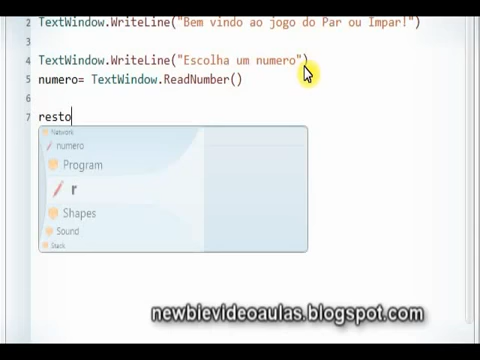 2 TextWindow.WriteLine("Bem vindo ao jogo do Par ou Impar!")
3
4 TextWindow.WriteLine("Escolha um numero")
5 numero= TextWindow.ReadNumber()
6
7 resto
Network
numero
Program
r
Shapes
Sound
Stack
newbievideoaulas.blogspot.com